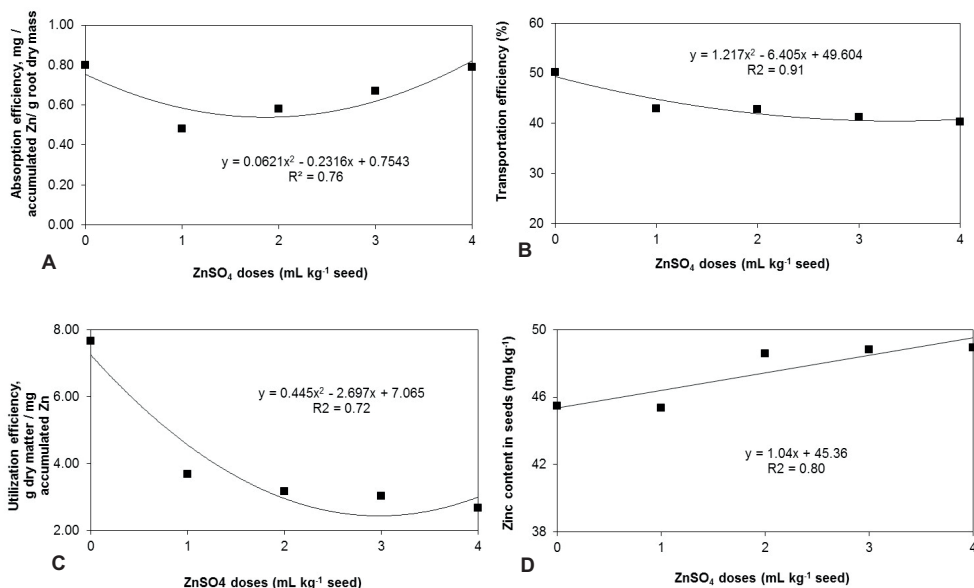 Absorption efficiency, mg /
accumulated Zn/ g root dry mass
1.00
0.80
0.60
0.40
0.20
0.00
y = 0.0621x² - 0.2316x + 0.7543
R² = 0.76
0 1 2 3 4
A
ZnSO₄ doses (mL kg⁻¹ seed)
Transportation efficiency (%)
60
50
40
30
20
y = 1.217x² - 6.405x + 49.604
R2 = 0.91
0 1 2 3 4
B
ZnSO₄ doses (mL kg⁻¹ seed)
Utilization efficiency,
g dry matter / mg
accumulated Zn
8.00
6.00
4.00
2.00
y = 0.445x² - 2.697x + 7.065
R2 = 0.72
0 1 2 3 4
C
ZnSO4 doses (mL kg⁻¹ seed)
Zinc content in seeds (mg kg⁻¹)
50
46
42
38
y = 1.04x + 45.36
R2 = 0.80
0 1 2 3 4
D
ZnSO₄ doses (mL kg⁻¹ seed)